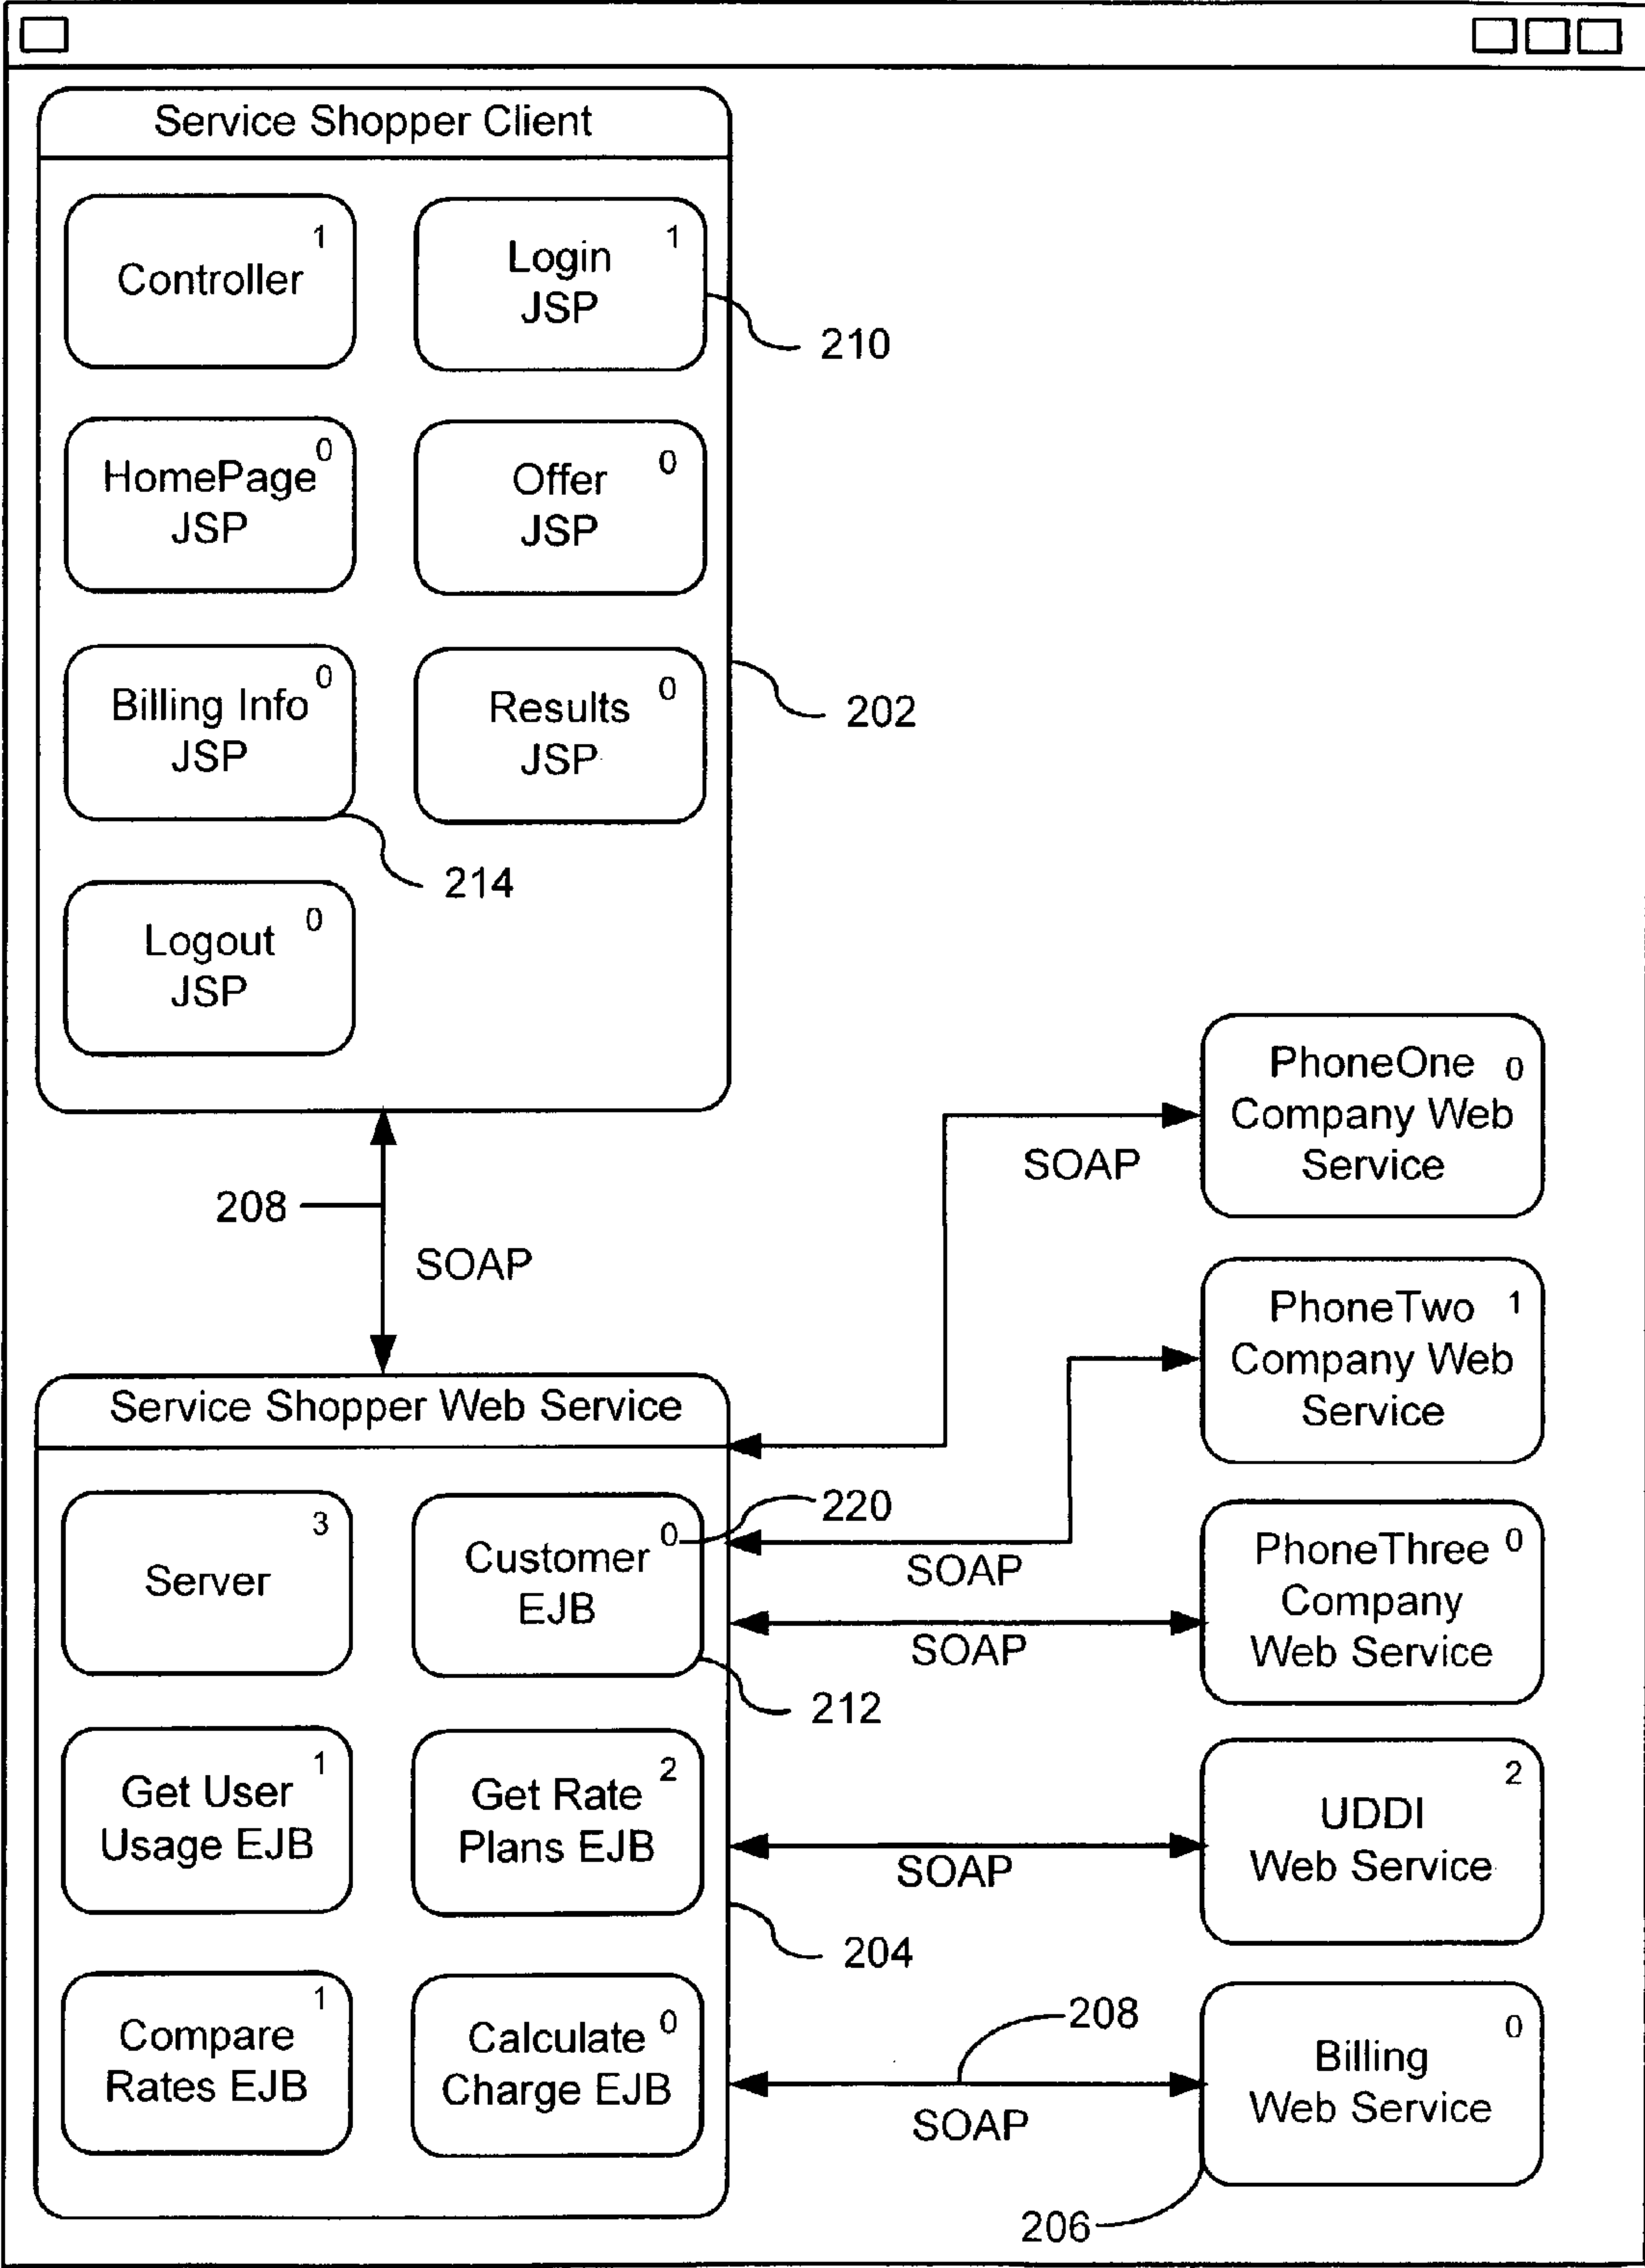 Service Shopper Client
1
Controller
1
Login
JSP
210
0
HomePage
JSP
0
Offer
JSP
0
Billing Info
JSP
0
Results
JSP
202
214
0
Logout
JSP
PhoneOne 0
Company Web
Service
SOAP
208
SOAP
PhoneTwo 1
Company Web
Service
Service Shopper Web Service
3
Server
0
Customer
EJB
220
SOAP
PhoneThree 0
Company
Web Service
SOAP
212
1
Get User
Usage EJB
2
Get Rate
Plans EJB
SOAP
2
UDDI
Web Service
204
1
Compare
Rates EJB
0
Calculate
Charge EJB
208
SOAP
0
Billing
Web Service
206